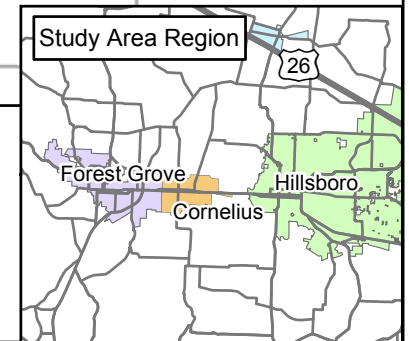 Study Area Region
26
Forest Grove
Hillsboro
Cornelius